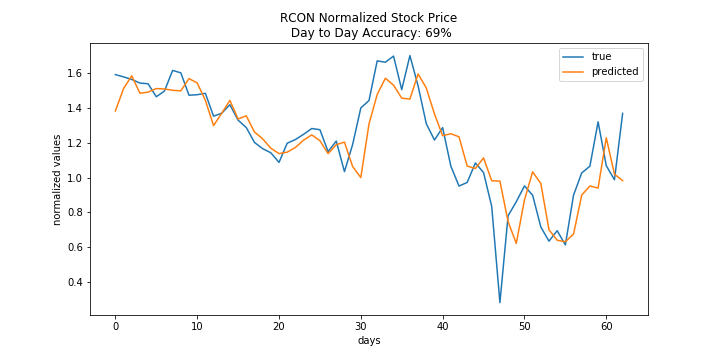 RCON Normalized Stock Price
Day to Day Accuracy: 69%
true
predicted
normalized values
1.6
1.4
1.2
1.0
0.8
0.6
0.4
0
10
20
30
40
50
60
days